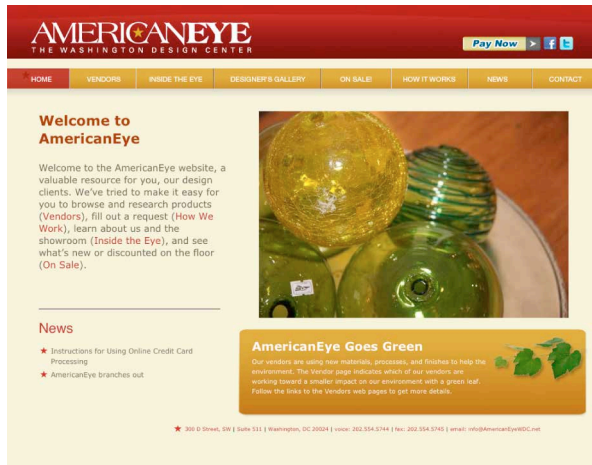 AMERICANEYE
THE WASHINGTON DESIGN CENTER
Pay Now
HOME VENDORS INSIDE THE EYE DESIGNER'S GALLERY ON SALE! HOW IT WORKS NEWS CONTACT
Welcome to
AmericanEye
Welcome to the AmericanEye website, a
valuable resource for you, our design
clients. We've tried to make it easy for
you to browse and research products
(Vendors), fill out a request (How We
Work), learn about us and the
showroom (Inside the Eye), and see
what's new or discounted on the floor
(On Sale).
News
Instructions for Using Online Credit Card
Processing
AmericanEye branches out
AmericanEye Goes Green
Our vendors are using new materials, processes, and finishes to help the
environment. The Vendor page indicates which of our vendors are
working toward a smaller impact on our environment with a green leaf.
Follow the links to the Vendors web pages to get more details.
300 D Street, SW | Suite 511 | Washington, DC 20024 | voice: 202.554.5744 | fax: 202.554.5745 | email: info@AmericanEyeWDC.net